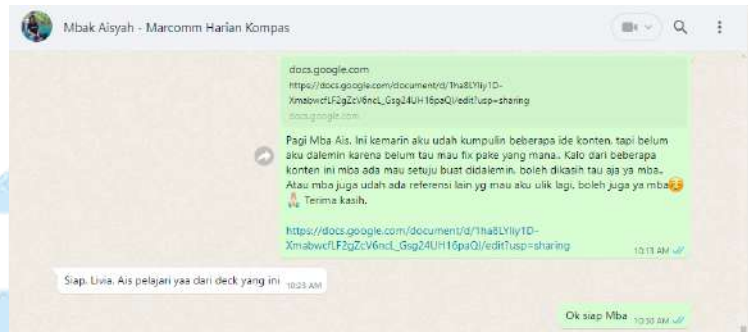 Mbak Aisyah - Marcomm Harian Kompas
docs.google.com
https://docs.google.com/document/d/1ha8LYliy1D-
XmabwcfLF2gZcV6ncL_Gsg24UH16paQI/edit?usp=sharing
docs.google.com
Pagi Mba Ais. Ini kemarin aku udah kumpulin beberapa ide konten, tapi belum
aku dalemin karena belum tau mau fix pake yang mana.. Kalo dari beberapa
konten ini mba ada mau setuju buat didalemin, boleh dikasih tau aja ya mba..
Atau mba juga udah ada referensi lain yg mau aku ulik lagi, boleh juga ya mba😊
🙏🏻 Terima kasih.
https://docs.google.com/document/d/1ha8LYliy1D-
XmabwcfLF2gZcV6ncL_Gsg24UH16paQI/edit?usp=sharing
10:13 AM
Siap, Livia. Ais pelajari yaa dari deck yang ini
10:25 AM
Ok siap Mba
10:50 AM